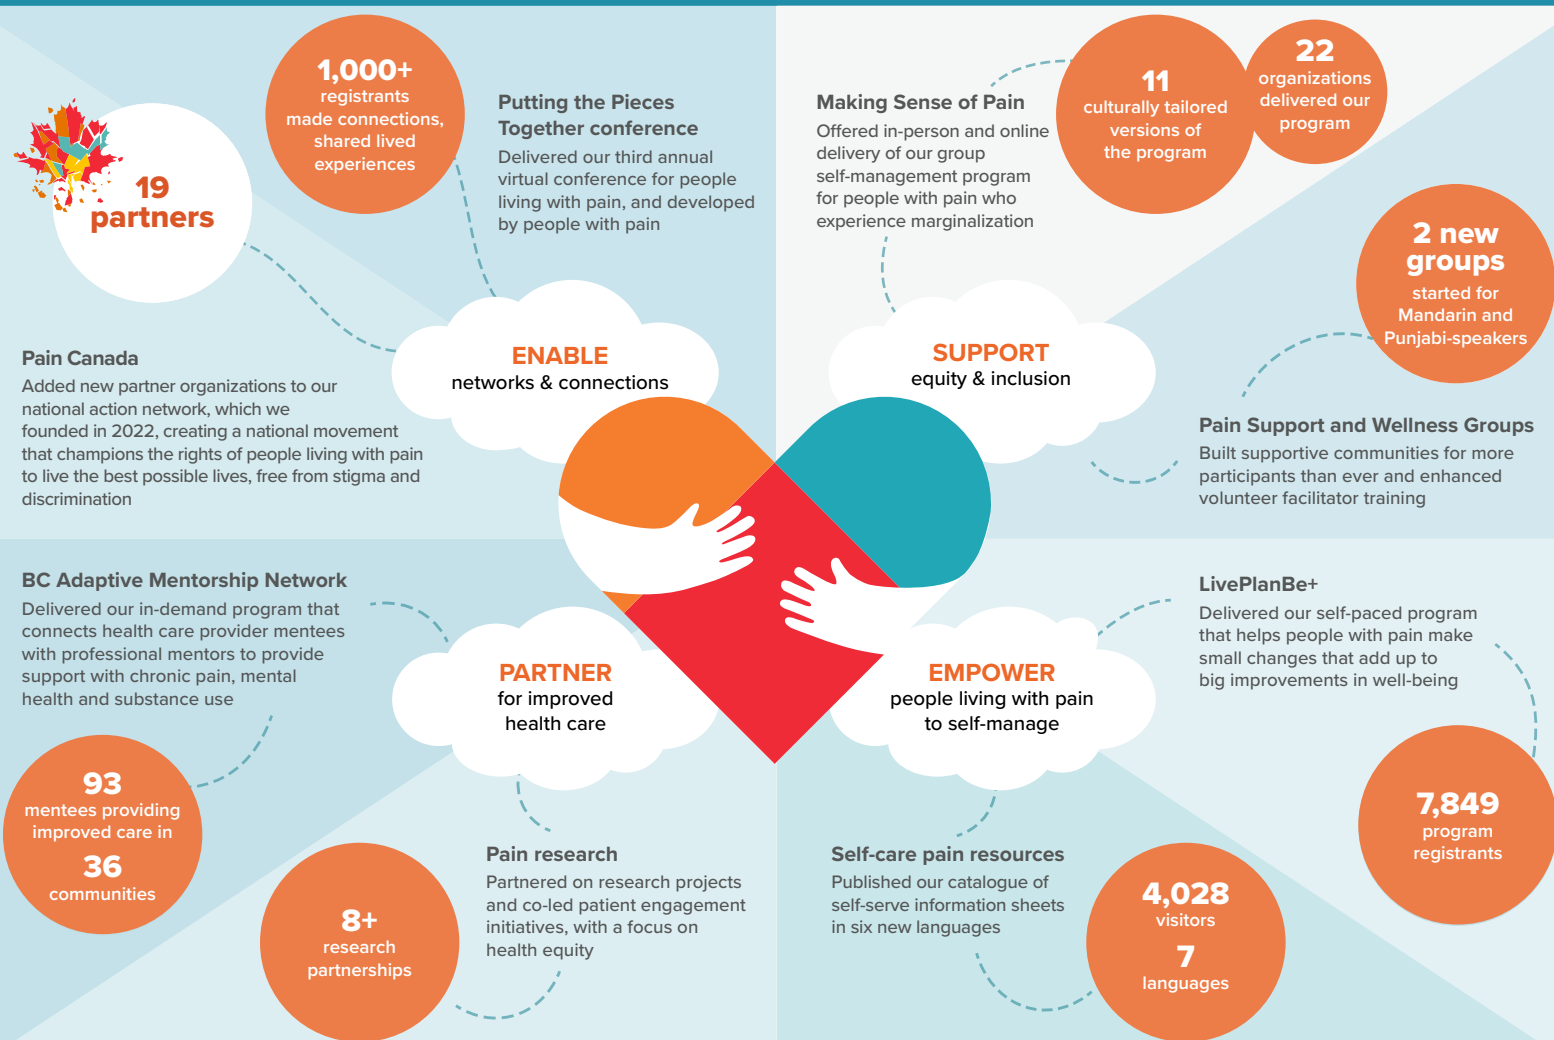 19
partners
1,000+
registrants
made connections,
shared lived
experiences
Putting the Pieces
Together conference
Delivered our third annual
virtual conference for people
living with pain, and developed
by people with pain
Pain Canada
Added new partner organizations to our
national action network, which we
founded in 2022, creating a national movement
that champions the rights of people living with pain
to live the best possible lives, free from stigma and
discrimination
ENABLE
networks & connections
Making Sense of Pain
Offered in-person and online
delivery of our group
self-management program
for people with pain who
experience marginalization
11
culturally tailored
versions of
the program
22
organizations
delivered our
program
2 new
groups
started for
Mandarin and
Punjabi-speakers
SUPPORT
equity & inclusion
Pain Support and Wellness Groups
Built supportive communities for more
participants than ever and enhanced
volunteer facilitator training
BC Adaptive Mentorship Network
Delivered our in-demand program that
connects health care provider mentees
with professional mentors to provide
support with chronic pain, mental
health and substance use
93
mentees providing
improved care in
36
communities
PARTNER
for improved
health care
8+
research
partnerships
Pain research
Partnered on research projects
and co-led patient engagement
initiatives, with a focus on
health equity
EMPOWER
people living with pain
to self-manage
LivePlanBe+
Delivered our self-paced program
that helps people with pain make
small changes that add up to
big improvements in well-being
7,849
program
registrants
Self-care pain resources
Published our catalogue of
self-serve information sheets
in six new languages
4,028
visitors
7
languages